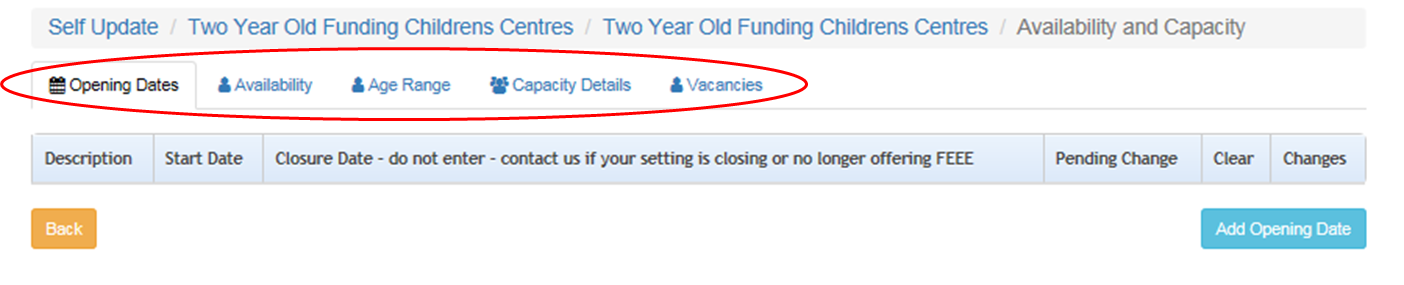 Self Update / Two Year Old Funding Childrens Centres / Two Year Old Funding Childrens Centres / Availability and Capacity
Opening Dates Availability Age Range Capacity Details Vacancies
Description Start Date Closure Date - do not enter - contact us if your setting is closing or no longer offering FEEE Pending Change Clear Changes
Back Add Opening Date